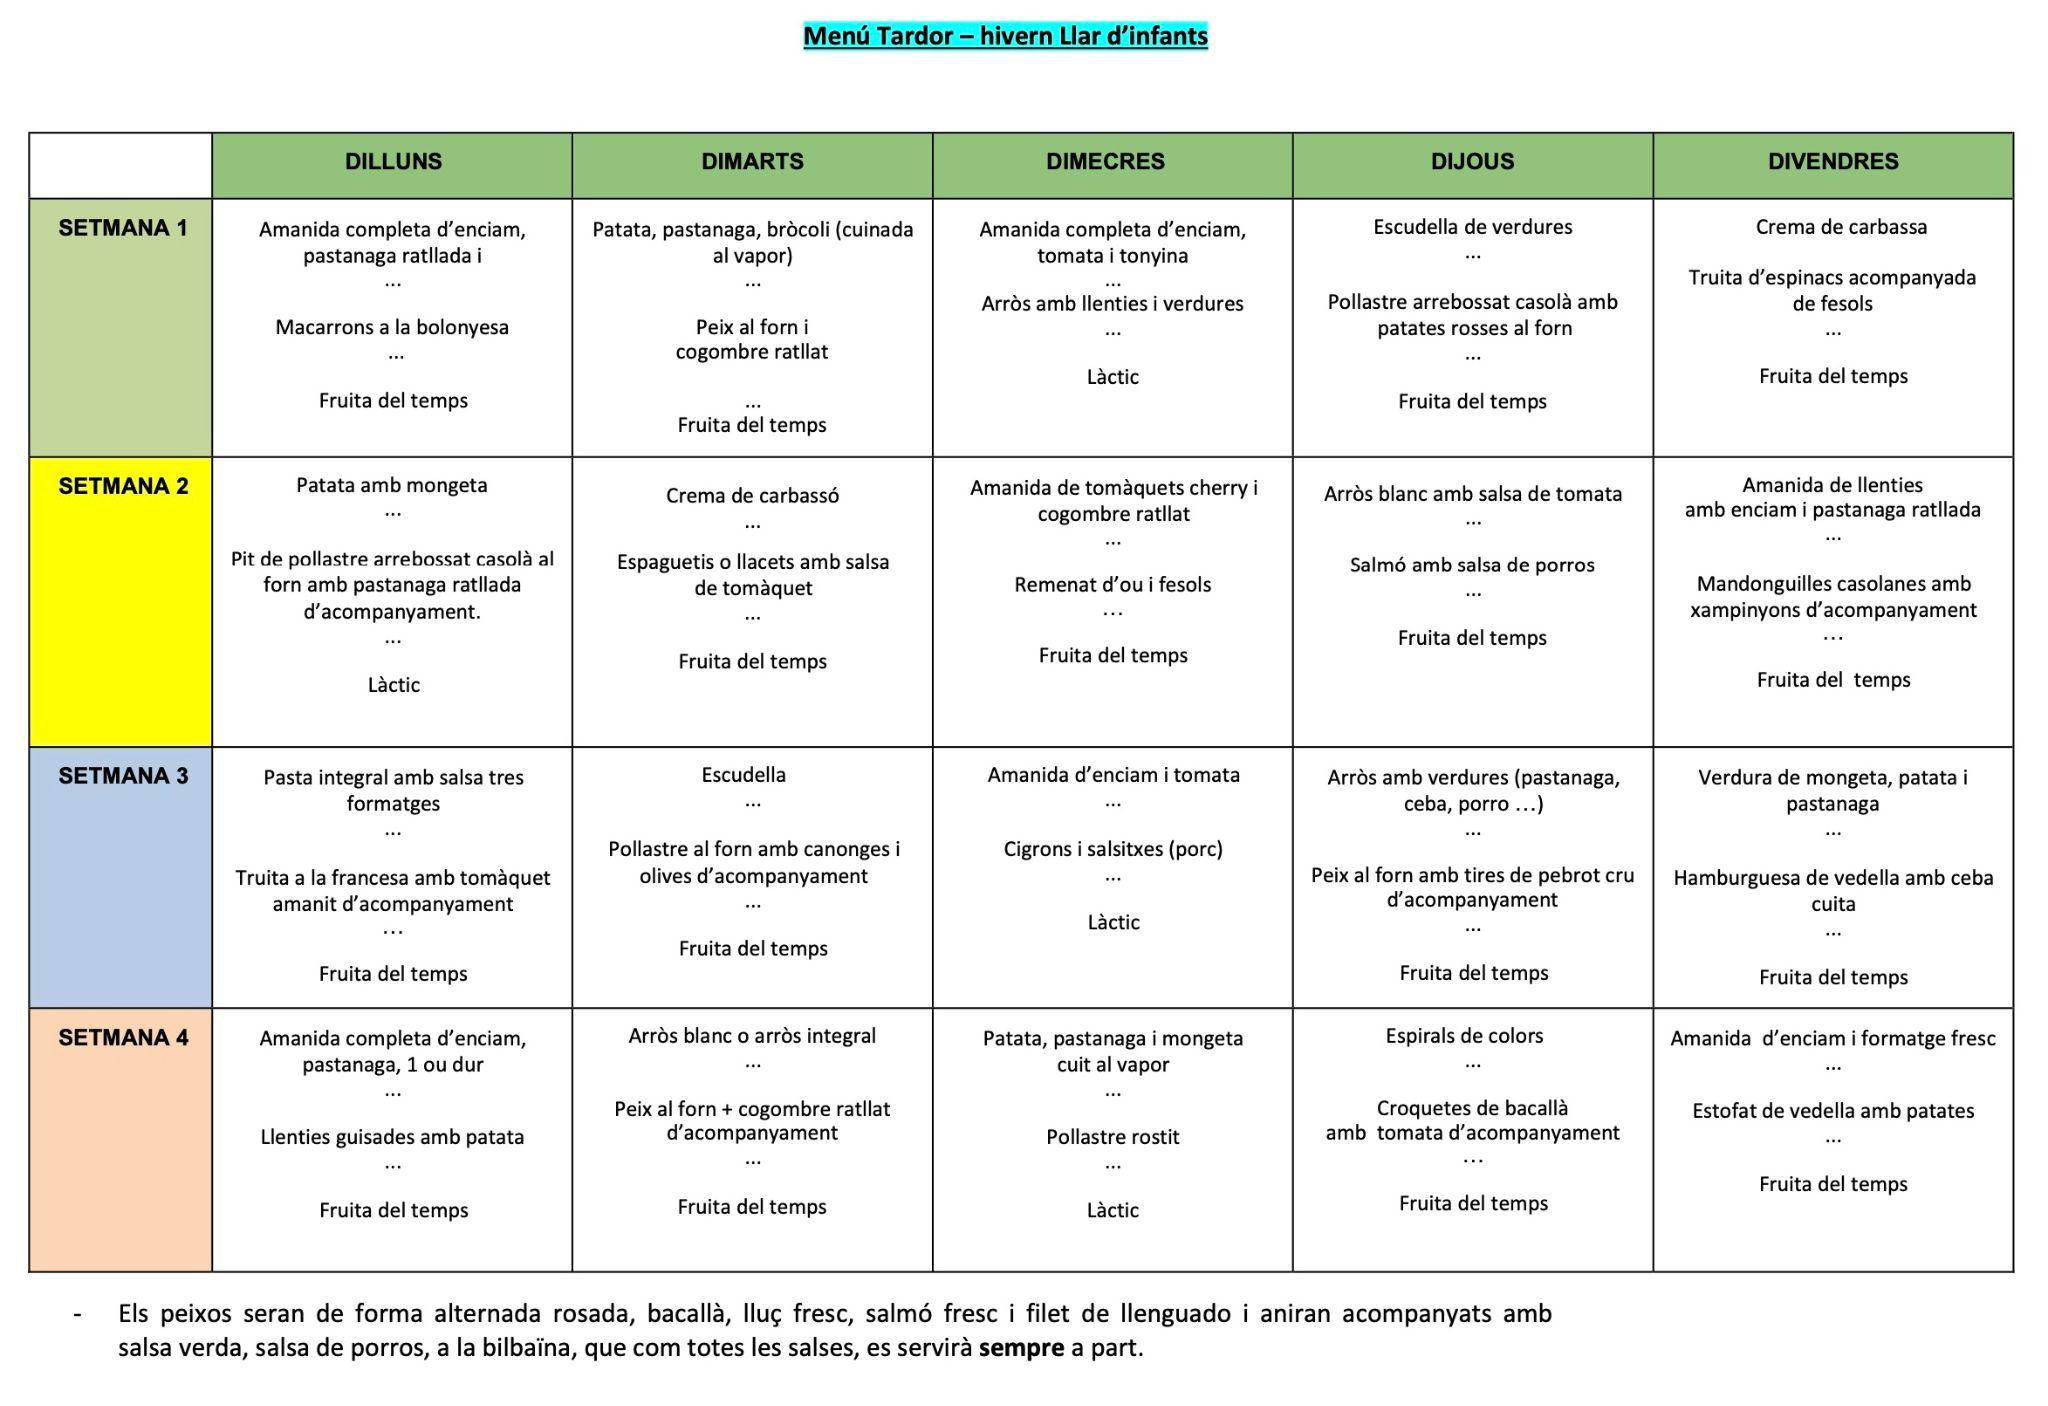 Menú Tardor – hivern Llar d’infants
DILLUNS
DIMARTS
DIMECRES
DIJOUS
DIVENDRES
SETMANA 1
Amanida completa d’enciam,
pastanaga ratllada i
...
Macarrons a la bolonyesa
...
Fruita del temps
Patata, pastanaga, bròcoli (cuinada
al vapor)
...
Peix al forn i
cogombre ratllat
...
Fruita del temps
Amanida completa d’enciam,
tomata i tonyina
...
Arròs amb llenties i verdures
...
Làctic
Escudella de verdures
...
Pollastre arrebossat casolà amb
patates rosses al forn
...
Fruita del temps
Crema de carbassa
Truita d’espinacs acompanyada
de fesols
...
Fruita del temps
SETMANA 2
Patata amb mongeta
...
Pit de pollastre arrebossat casolà al
forn amb pastanaga ratllada
d’acompanyament.
...
Làctic
Crema de carbassó
...
Espaguetis o llacets amb salsa
de tomàquet
...
Fruita del temps
Amanida de tomàquets cherry i
cogombre ratllat
...
Remenat d’ou i fesols
...
Fruita del temps
Arròs blanc amb salsa de tomata
...
Salmó amb salsa de porros
...
Fruita del temps
Amanida de llenties
amb enciam i pastanaga ratllada
...
Mandonguilles casolanes amb
xampinyons d’acompanyament
...
Fruita del  temps
SETMANA 3
Pasta integral amb salsa tres
formatges
...
Truita a la francesa amb tomàquet
amanit d’acompanyament
...
Fruita del temps
Escudella
...
Pollastre al forn amb canonges i
olives d’acompanyament
...
Fruita del temps
Amanida d’enciam i tomata
...
Cigrons i salsitxes (porc)
...
Làctic
Arròs amb verdures (pastanaga,
ceba, porro …)
...
Peix al forn amb tires de pebrot cru
d’acompanyament
...
Fruita del temps
Verdura de mongeta, patata i
pastanaga
...
Hamburguesa de vedella amb ceba
cuita
...
Fruita del temps
SETMANA 4
Amanida completa d’enciam,
pastanaga, 1 ou dur
...
Llenties guisades amb patata
...
Fruita del temps
Arròs blanc o arròs integral
...
Peix al forn + cogombre ratllat
d’acompanyament
...
Fruita del temps
Patata, pastanaga i mongeta
cuit al vapor
...
Pollastre rostit
...
Làctic
Espirals de colors
...
Croquetes de bacallà
amb  tomata d’acompanyament
...
Fruita del temps
Amanida  d’enciam i formatge fresc
...
Estofat de vedella amb patates
...
Fruita del temps
- Els peixos seran de forma alternada rosada, bacallà, lluç fresc, salmó fresc i filet de llenguado i aniran acompanyats amb
salsa verda, salsa de porros, a la bilbaïna, que com totes les salses, es servirà sempre a part.